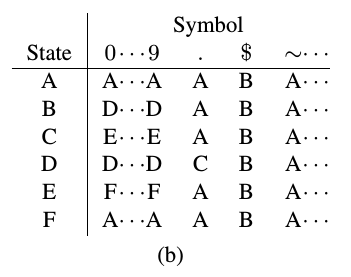 Symbol
State 0···9 . $ ~···
A A···A A B A···
B D···D A B A···
C E···E A B A···
D D···D C B A···
E F···F A B A···
F A···A A B A···
(b)